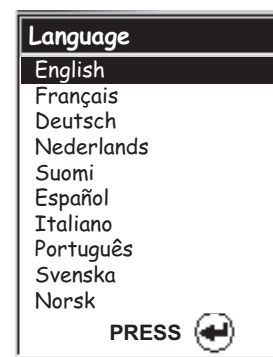 Language
English
Français
Deutsch
Nederlands
Suomi
Español
Italiano
Português
Svenska
Norsk
PRESS